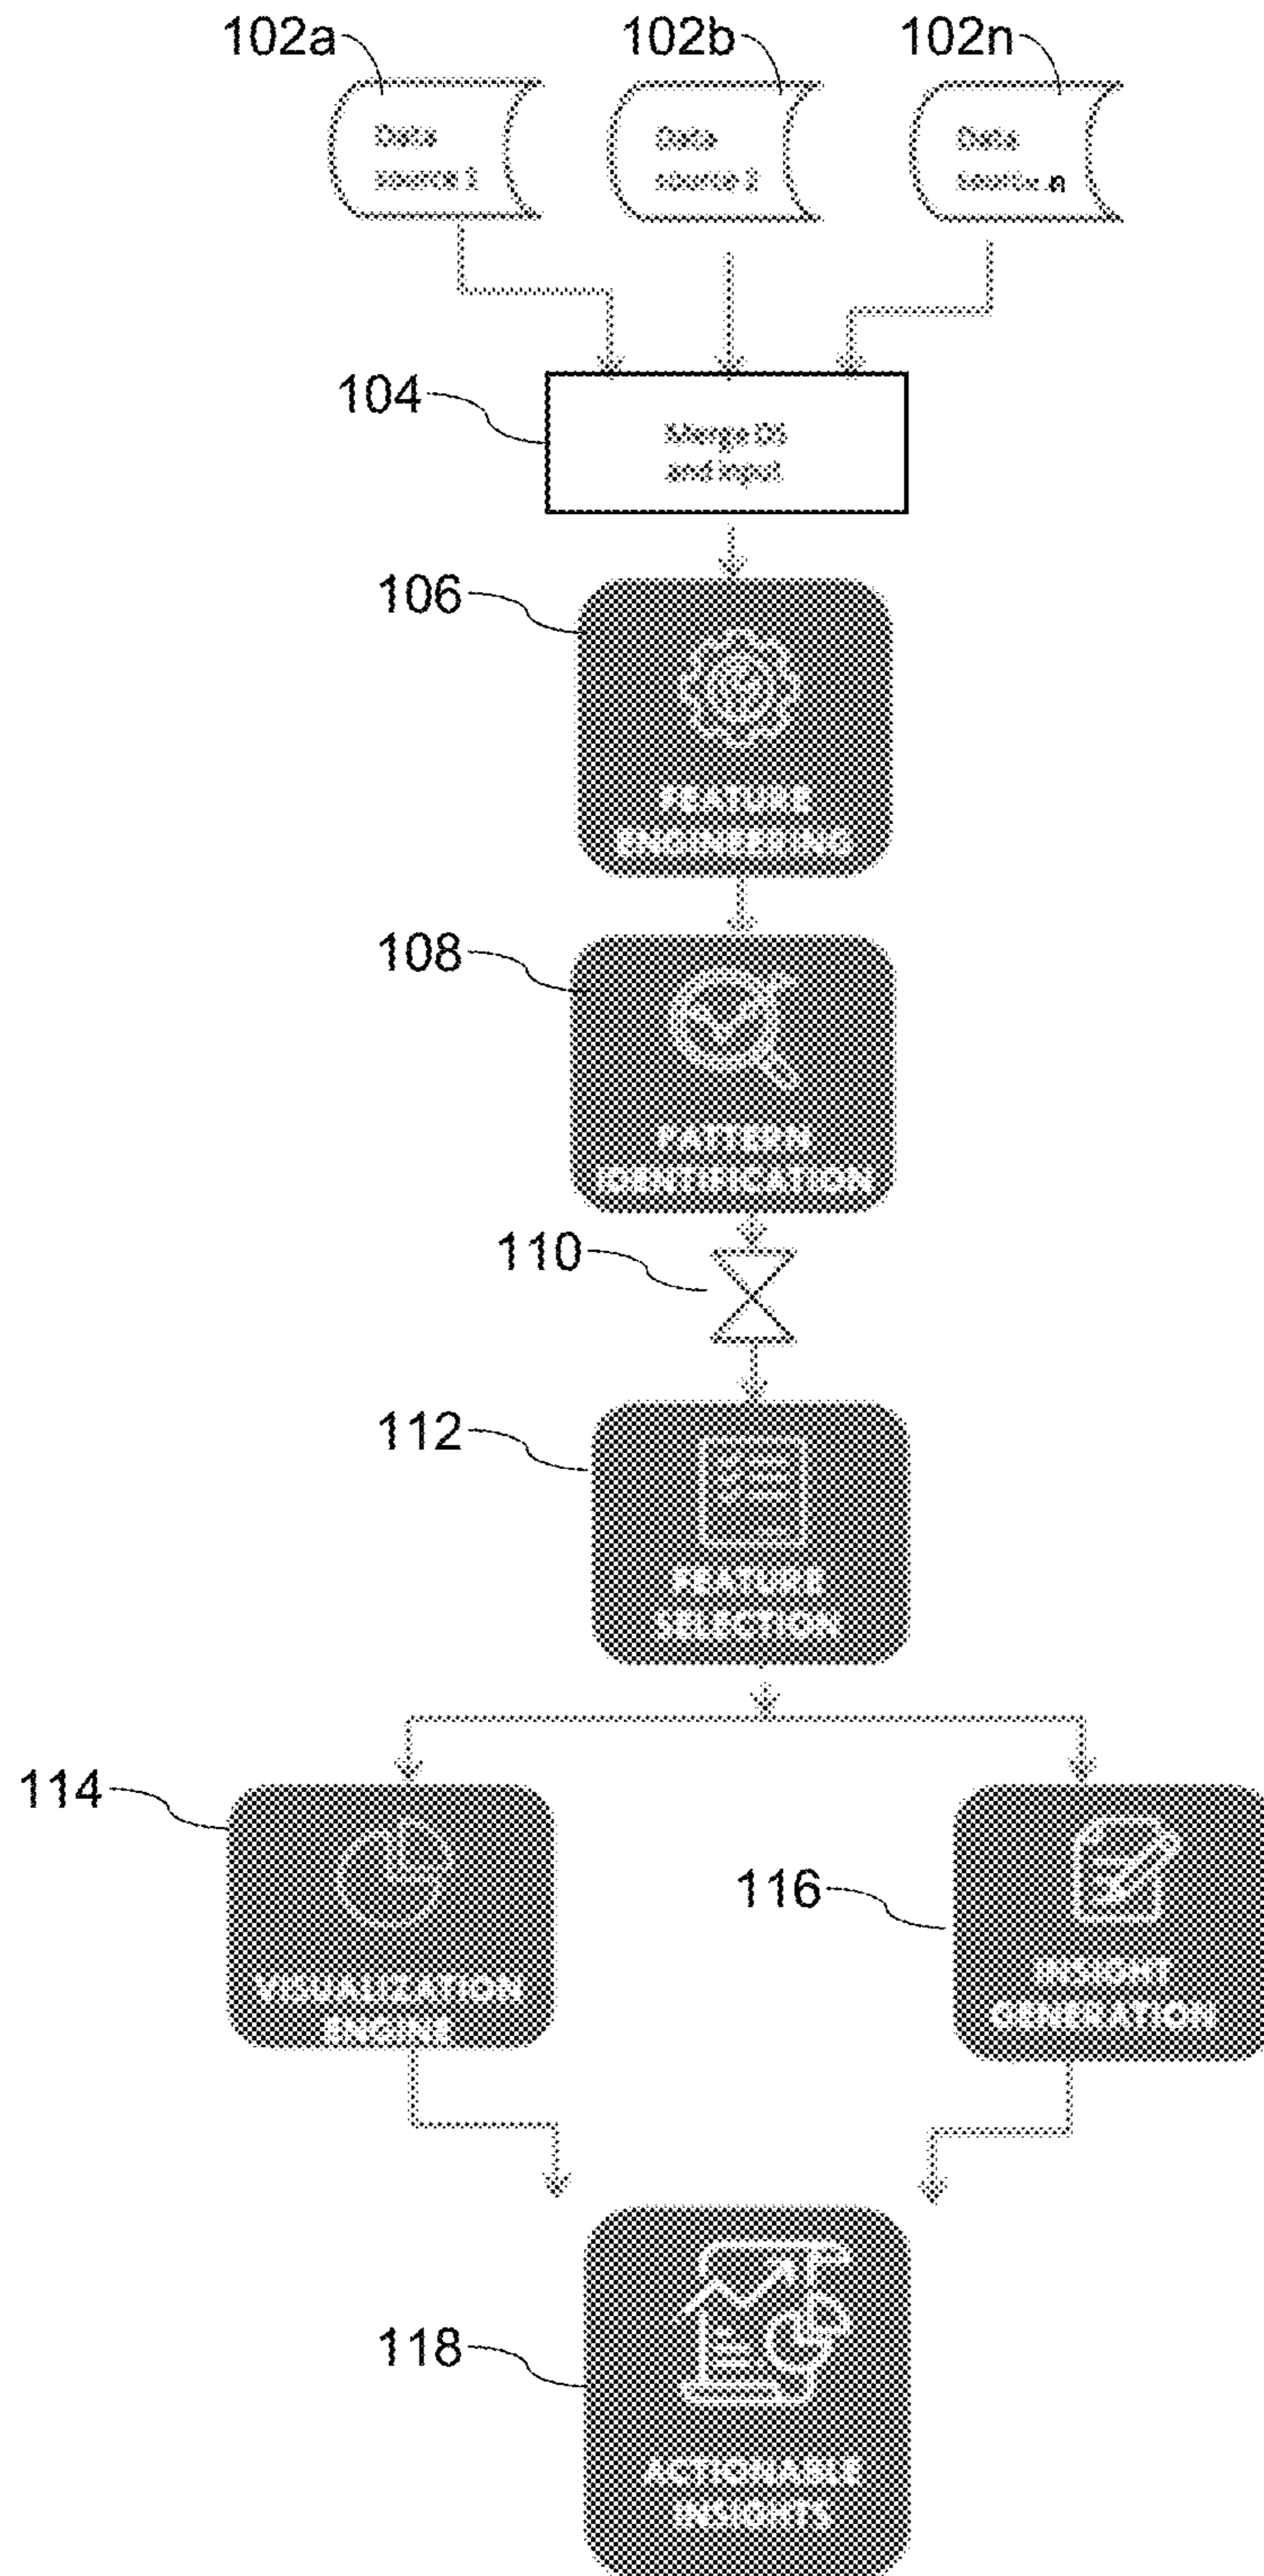 102a
102b
102n
Data
source 1
Data
source 2
Data
source n
104
Merge DS
and input
106
FEATURE
ENGINEERING
108
PATTERN
IDENTIFICATION
110
112
FEATURE
SELECTION
114
VISUALIZATION
ENGINE
116
INSIGHT
GENERATION
118
ACTIONABLE
INSIGHTS